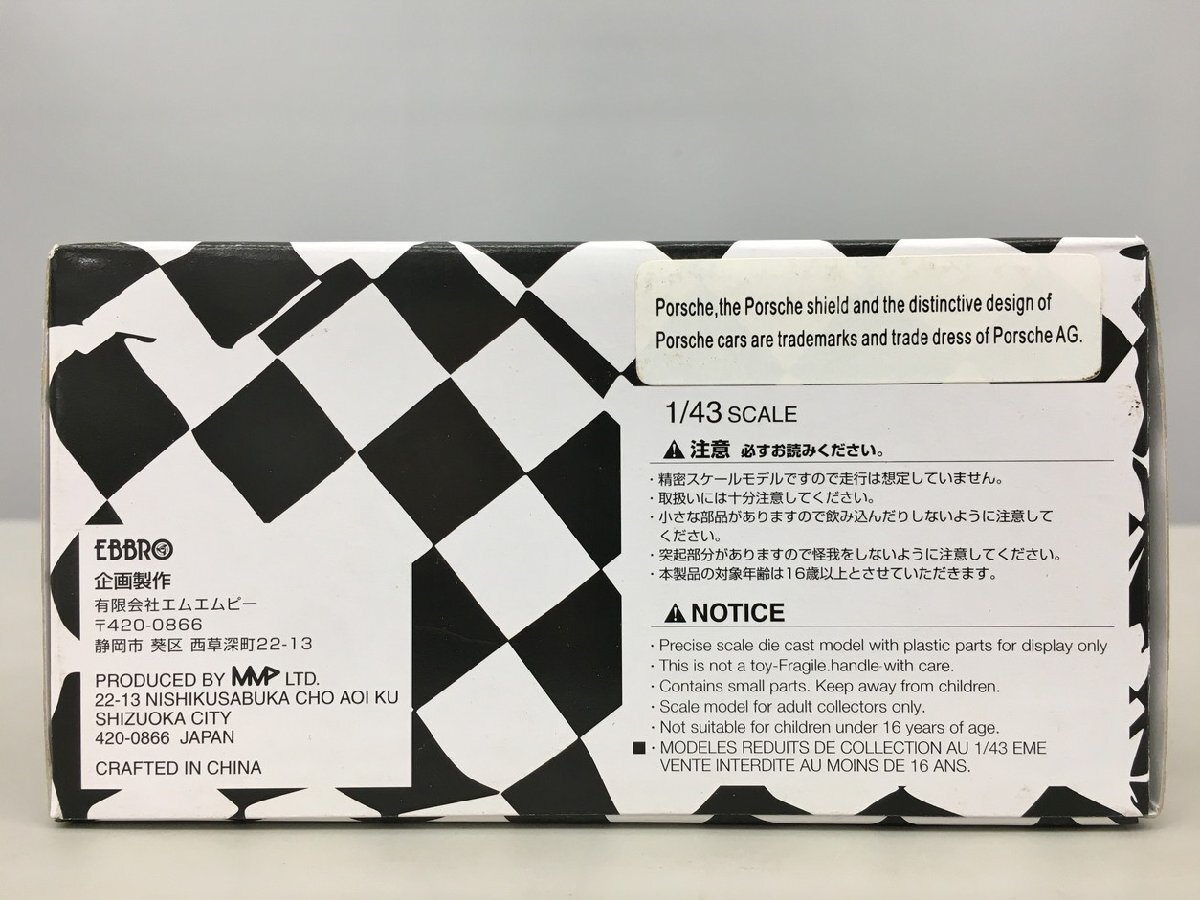 Porsche,the Porsche shield and the distinctive design of
Porsche cars are trademarks and trade dress of Porsche AG.
1/43 SCALE
注意 必すお読みください。
・精密スケールモデルですので走行は想定していません。
・取扱いには十分注意してください。
・小さな部品がありますので飲み込んだりしないように注意して
ください。
・突起部分がありますので怪我をしないように注意してください。
・本製品の対象年齢は16歳以上とさせていただきます。
NOTICE
・Precise scale die cast model with plastic parts for display only
・This is not a toy-Fragile.handle with care.
・Contains small parts. Keep away from children.
・Scale model for adult collectors only.
・Not suitable for children under 16 years of age.
■・MODELES REDUITS DE COLLECTION AU 1/43 EME
VENTE INTERDITE AU MOINS DE 16 ANS.
EBBRO
企画製作
有限会社エムエムピー
〒420-0866
静岡市 葵区 西草深町22-13
PRODUCED BY MMP LTD.
22-13 NISHIKUSABUKA CHO AOI KU
SHIZUOKA CITY
420-0866 JAPAN
CRAFTED IN CHINA